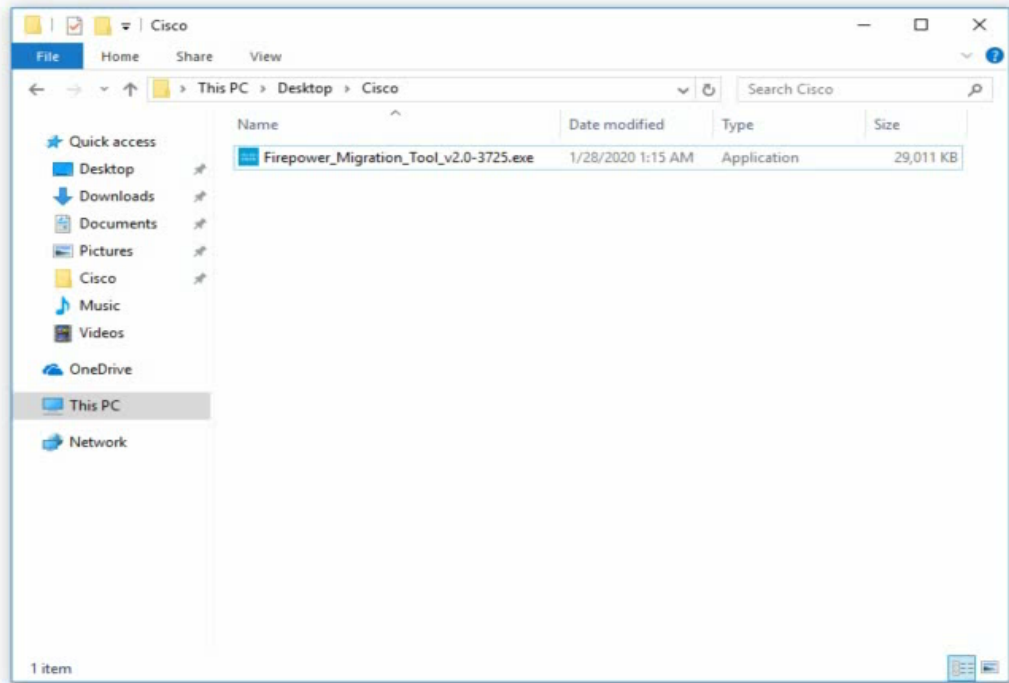 Cisco
File Home Share View
This PC > Desktop > Cisco
Search Cisco
Name Date modified Type Size
Firepower_Migration_Tool_v2.0-3725.exe 1/28/2020 1:15 AM Application 29,011 KB
Quick access
Desktop
Downloads
Documents
Pictures
Cisco
Music
Videos
OneDrive
This PC
Network
1 item